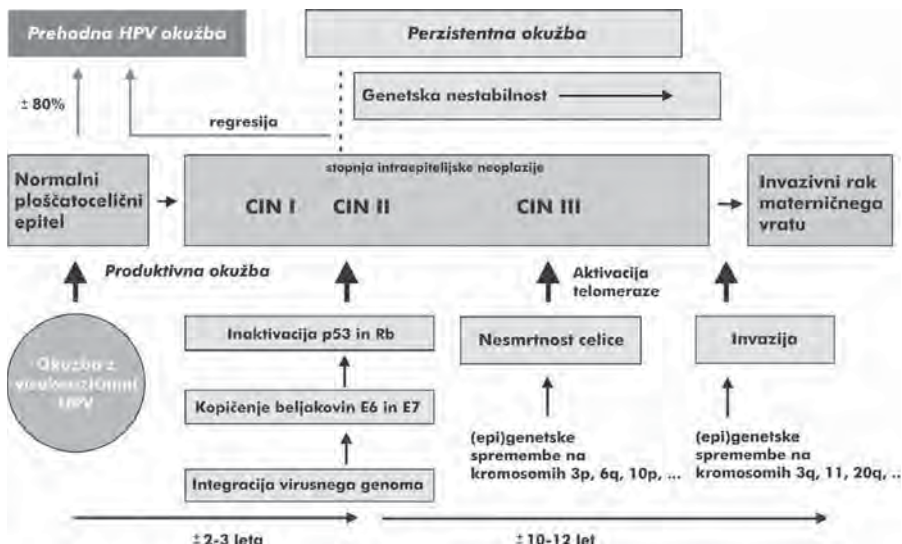 Prehodna HPV okužba
Perzistentna okužba
±80%
regresija
Genetska nestabilnost
stopnja intraepitelijske neoplazije
Normalni
ploščatocelični
epitel
CIN I
CIN II
CIN III
Invazivni rak
materničnega
vratu
Produktivna okužba
Aktivacija
telomeraze
Okužba z
visokorizičnimi
HPV
Inaktivacija p53 in Rb
Nesmrtnost celice
Invazija
Kopičenje beljakovin E6 in E7
Integracija virusnega genoma
(epi)genetske
spremembe na
kromosomih 3p, 6q, 10p, ...
(epi)genetske
spremembe na
kromosomih 3q, 11, 20q, ..
±2-3 leta
±10-12 let